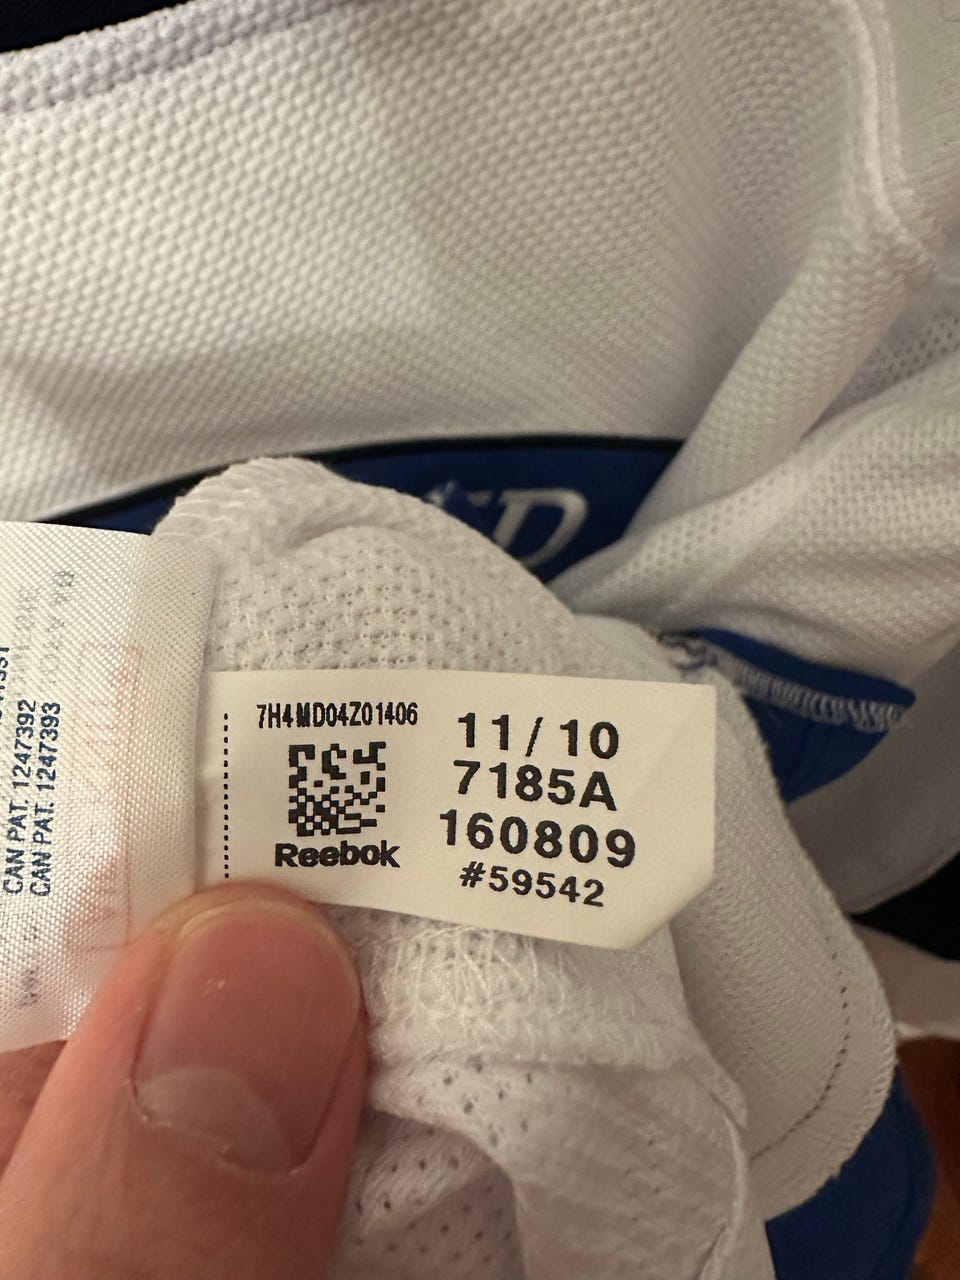 7H4MD04Z01406
Reebok
11/10
7185A
160809
#59542
CAN PAT. 1247392
CAN PAT. 1247393
D